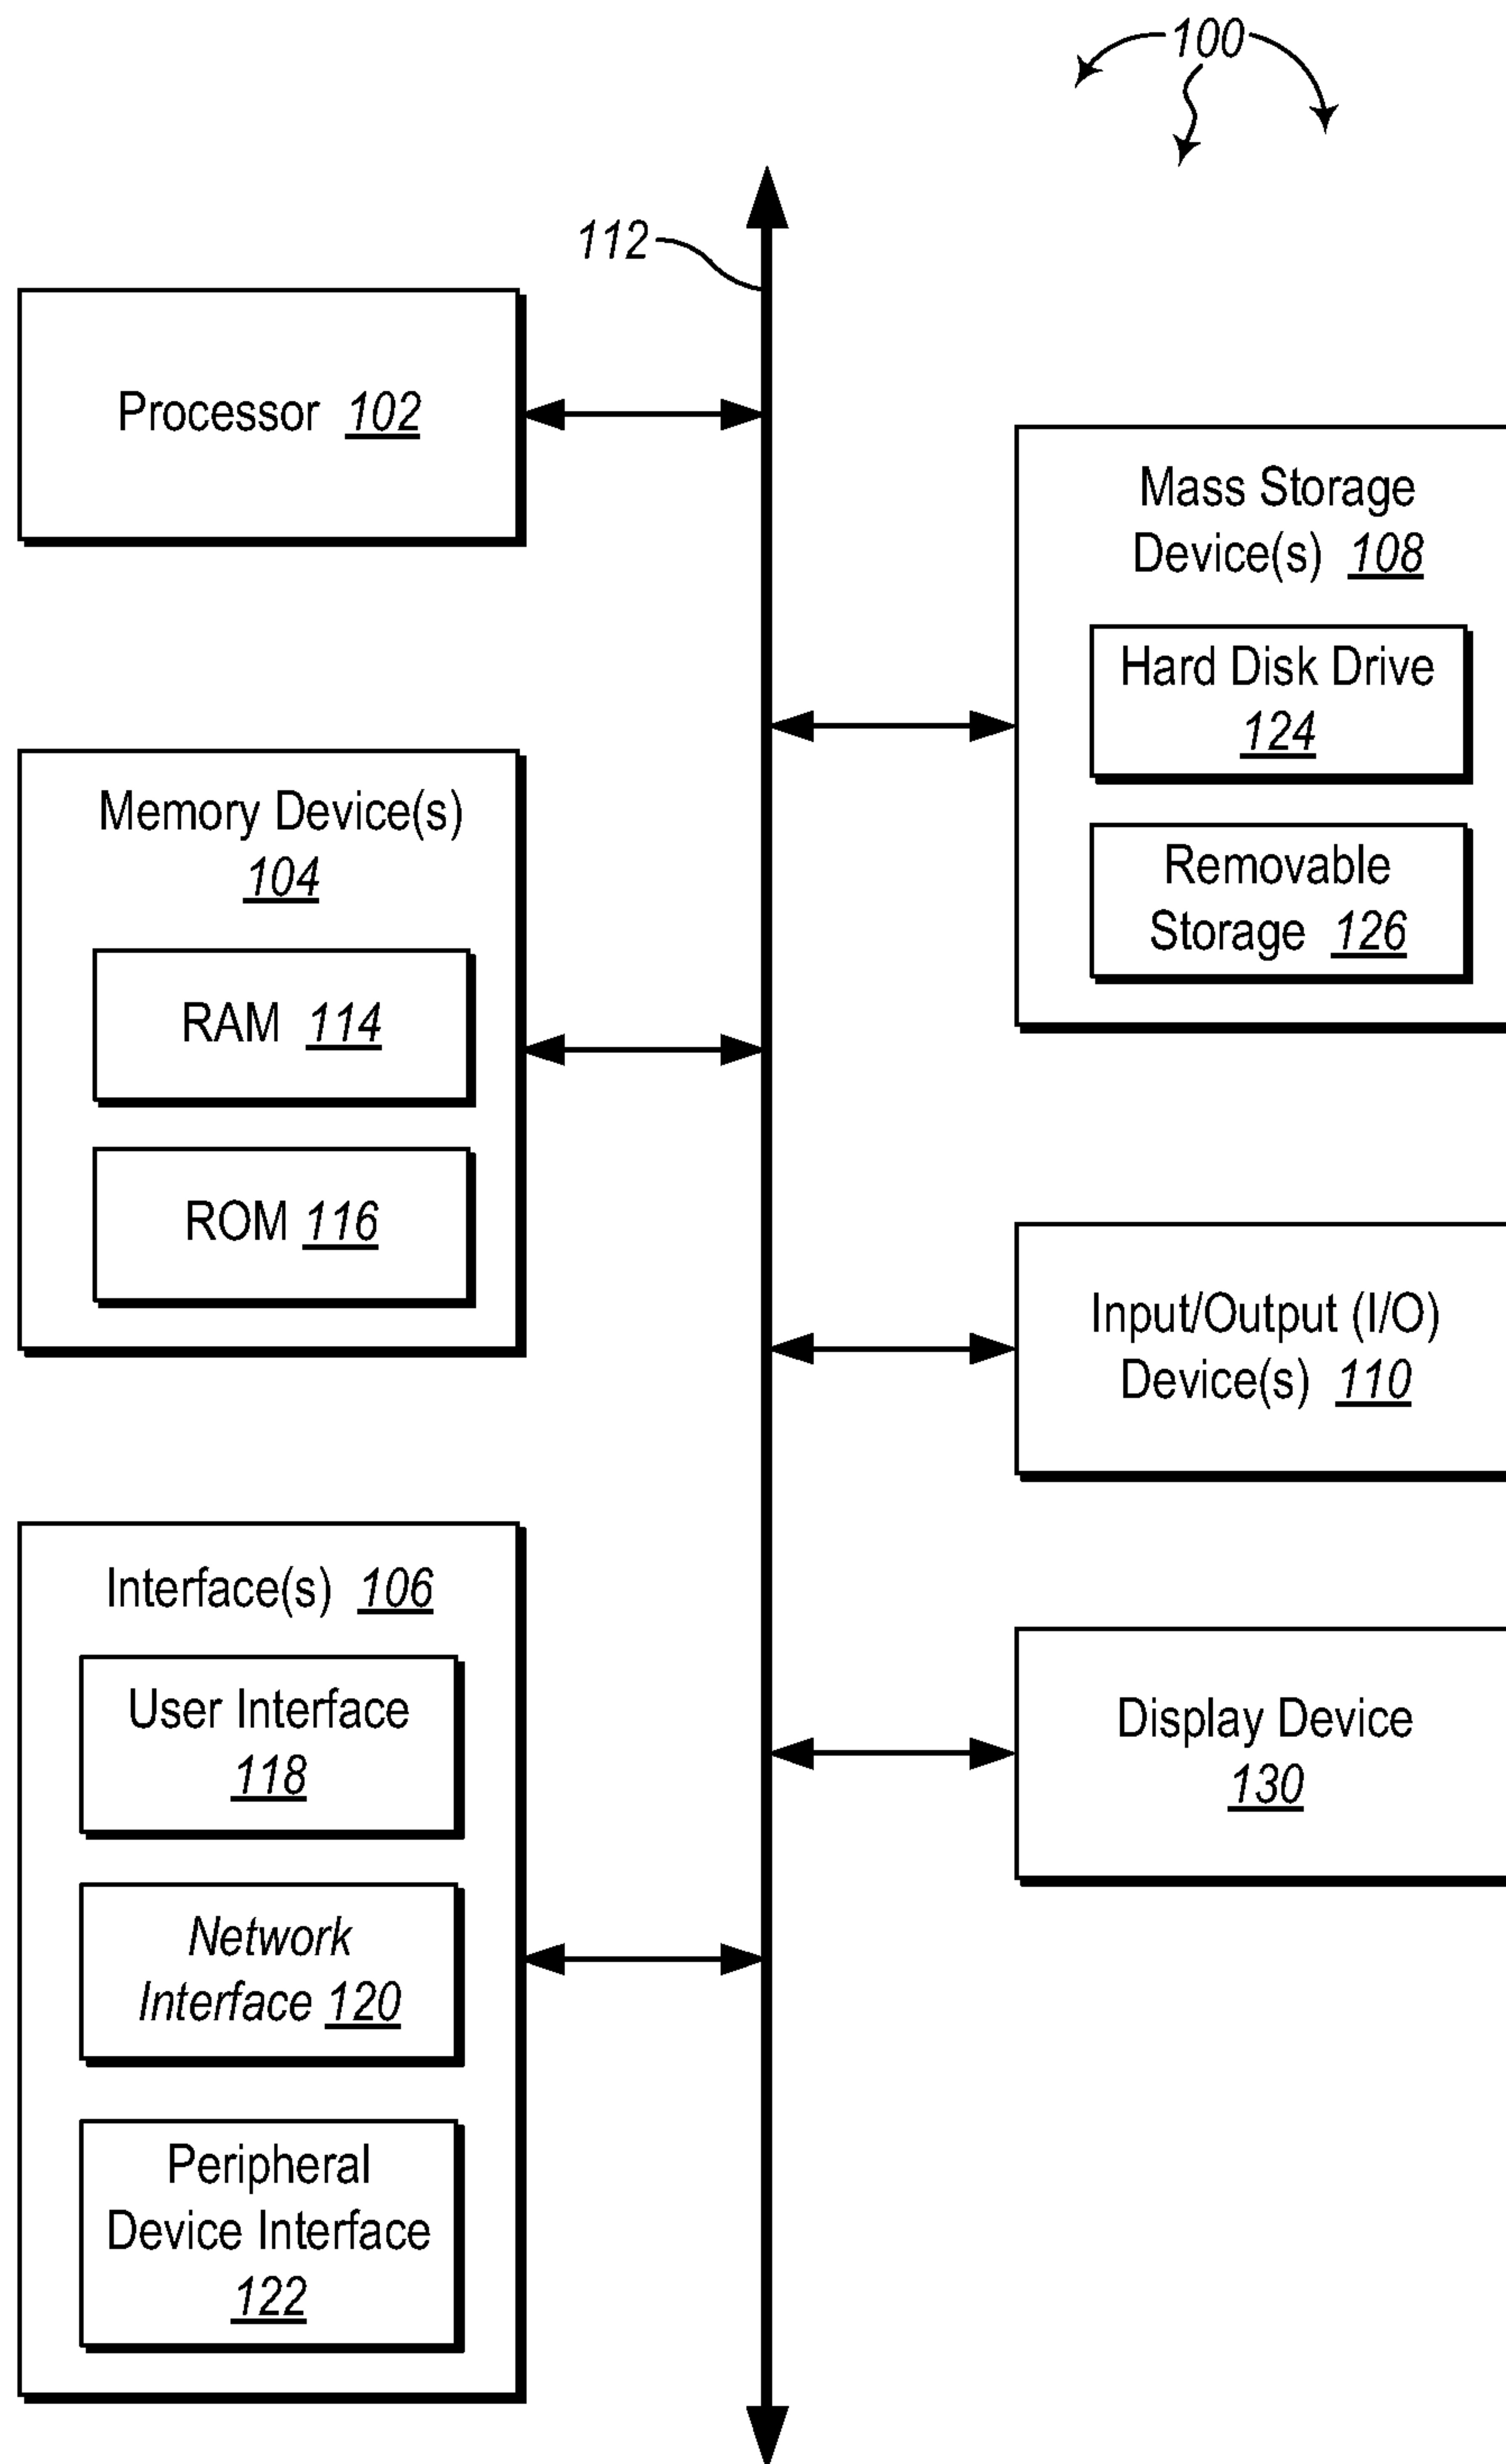 100
112
Processor 102
Mass Storage
Device(s) 108
Hard Disk Drive
124
Removable
Storage 126
Memory Device(s)
104
RAM 114
ROM 116
Input/Output (I/O)
Device(s) 110
Interface(s) 106
User Interface
118
Network
Interface 120
Peripheral
Device Interface
122
Display Device
130